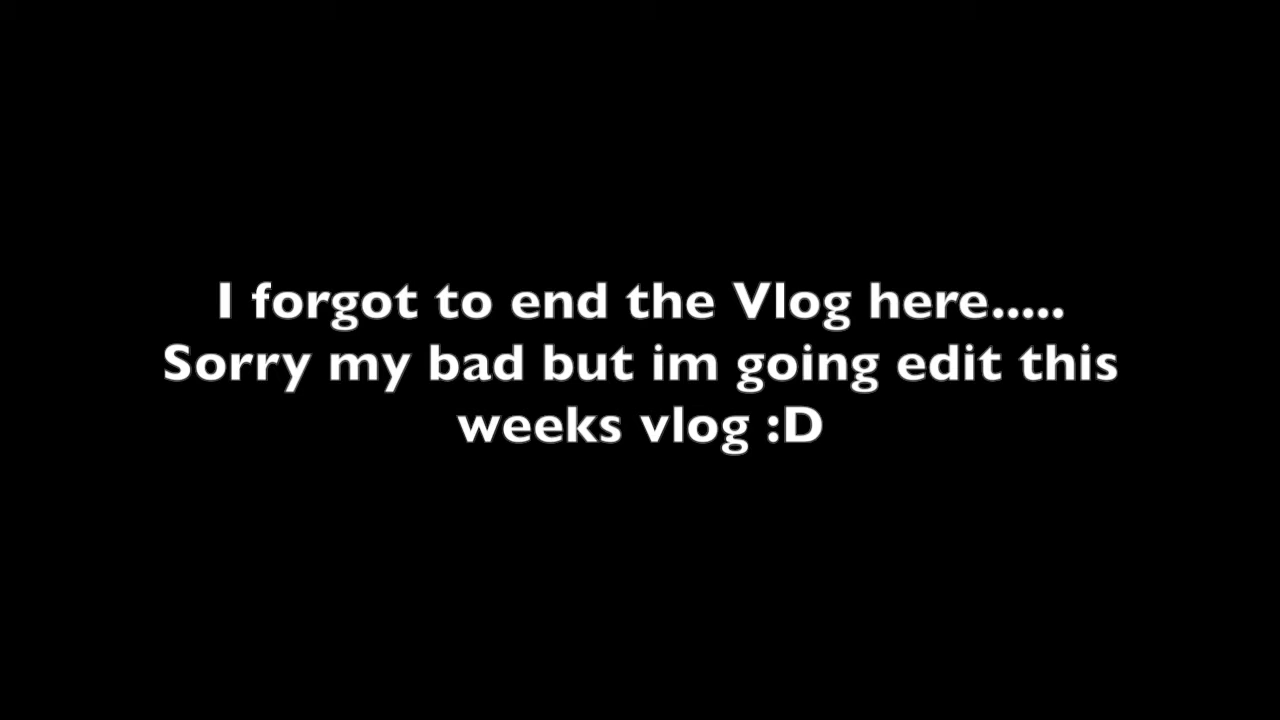 I forgot to end the Vlog here.....
Sorry my bad but im going edit this
weeks vlog :D